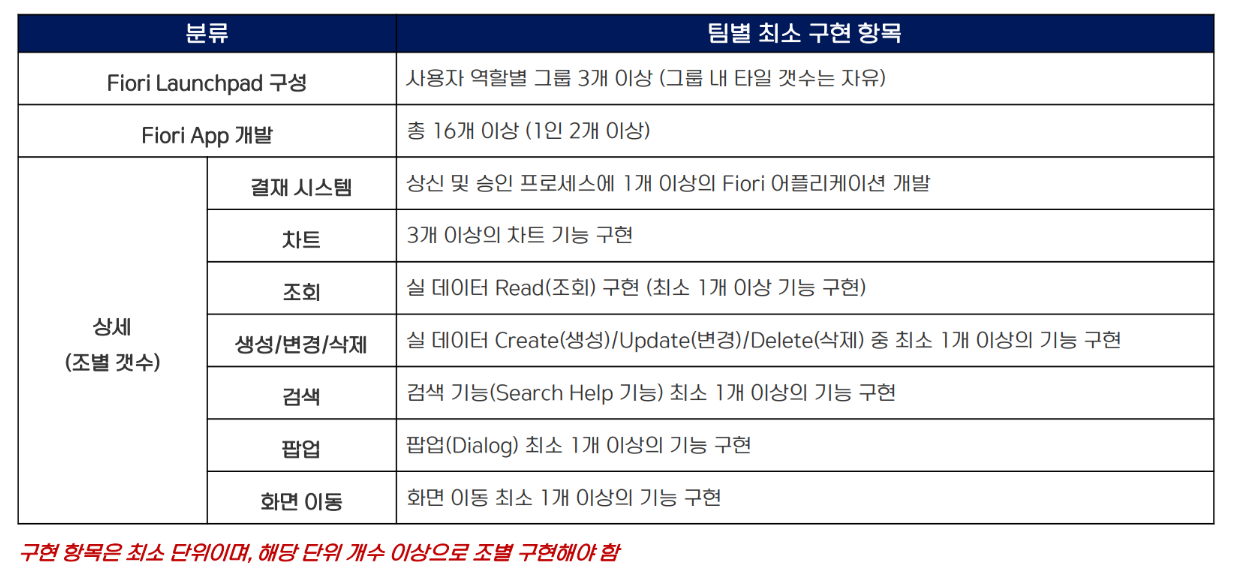 분류 팀별 최소 구현 항목
Fiori Launchpad 구성 사용자 역할별 그룹 3개 이상 (그룹 내 타일 갯수는 자유)
Fiori App 개발 총 16개 이상 (1인 2개 이상)
상세
(조별 갯수)
결재 시스템 상신 및 승인 프로세스에 1개 이상의 Fiori 어플리케이션 개발
차트 3개 이상의 차트 기능 구현
조회 실 데이터 Read(조회) 구현 (최소 1개 이상 기능 구현)
생성/변경/삭제 실 데이터 Create(생성)/Update(변경)/Delete(삭제) 중 최소 1개 이상의 기능 구현
검색 검색 기능(Search Help 기능) 최소 1개 이상의 기능 구현
팝업 팝업(Dialog) 최소 1개 이상의 기능 구현
화면 이동 화면 이동 최소 1개 이상의 기능 구현
구현 항목은 최소 단위이며, 해당 단위 개수 이상으로 조별 구현해야 함